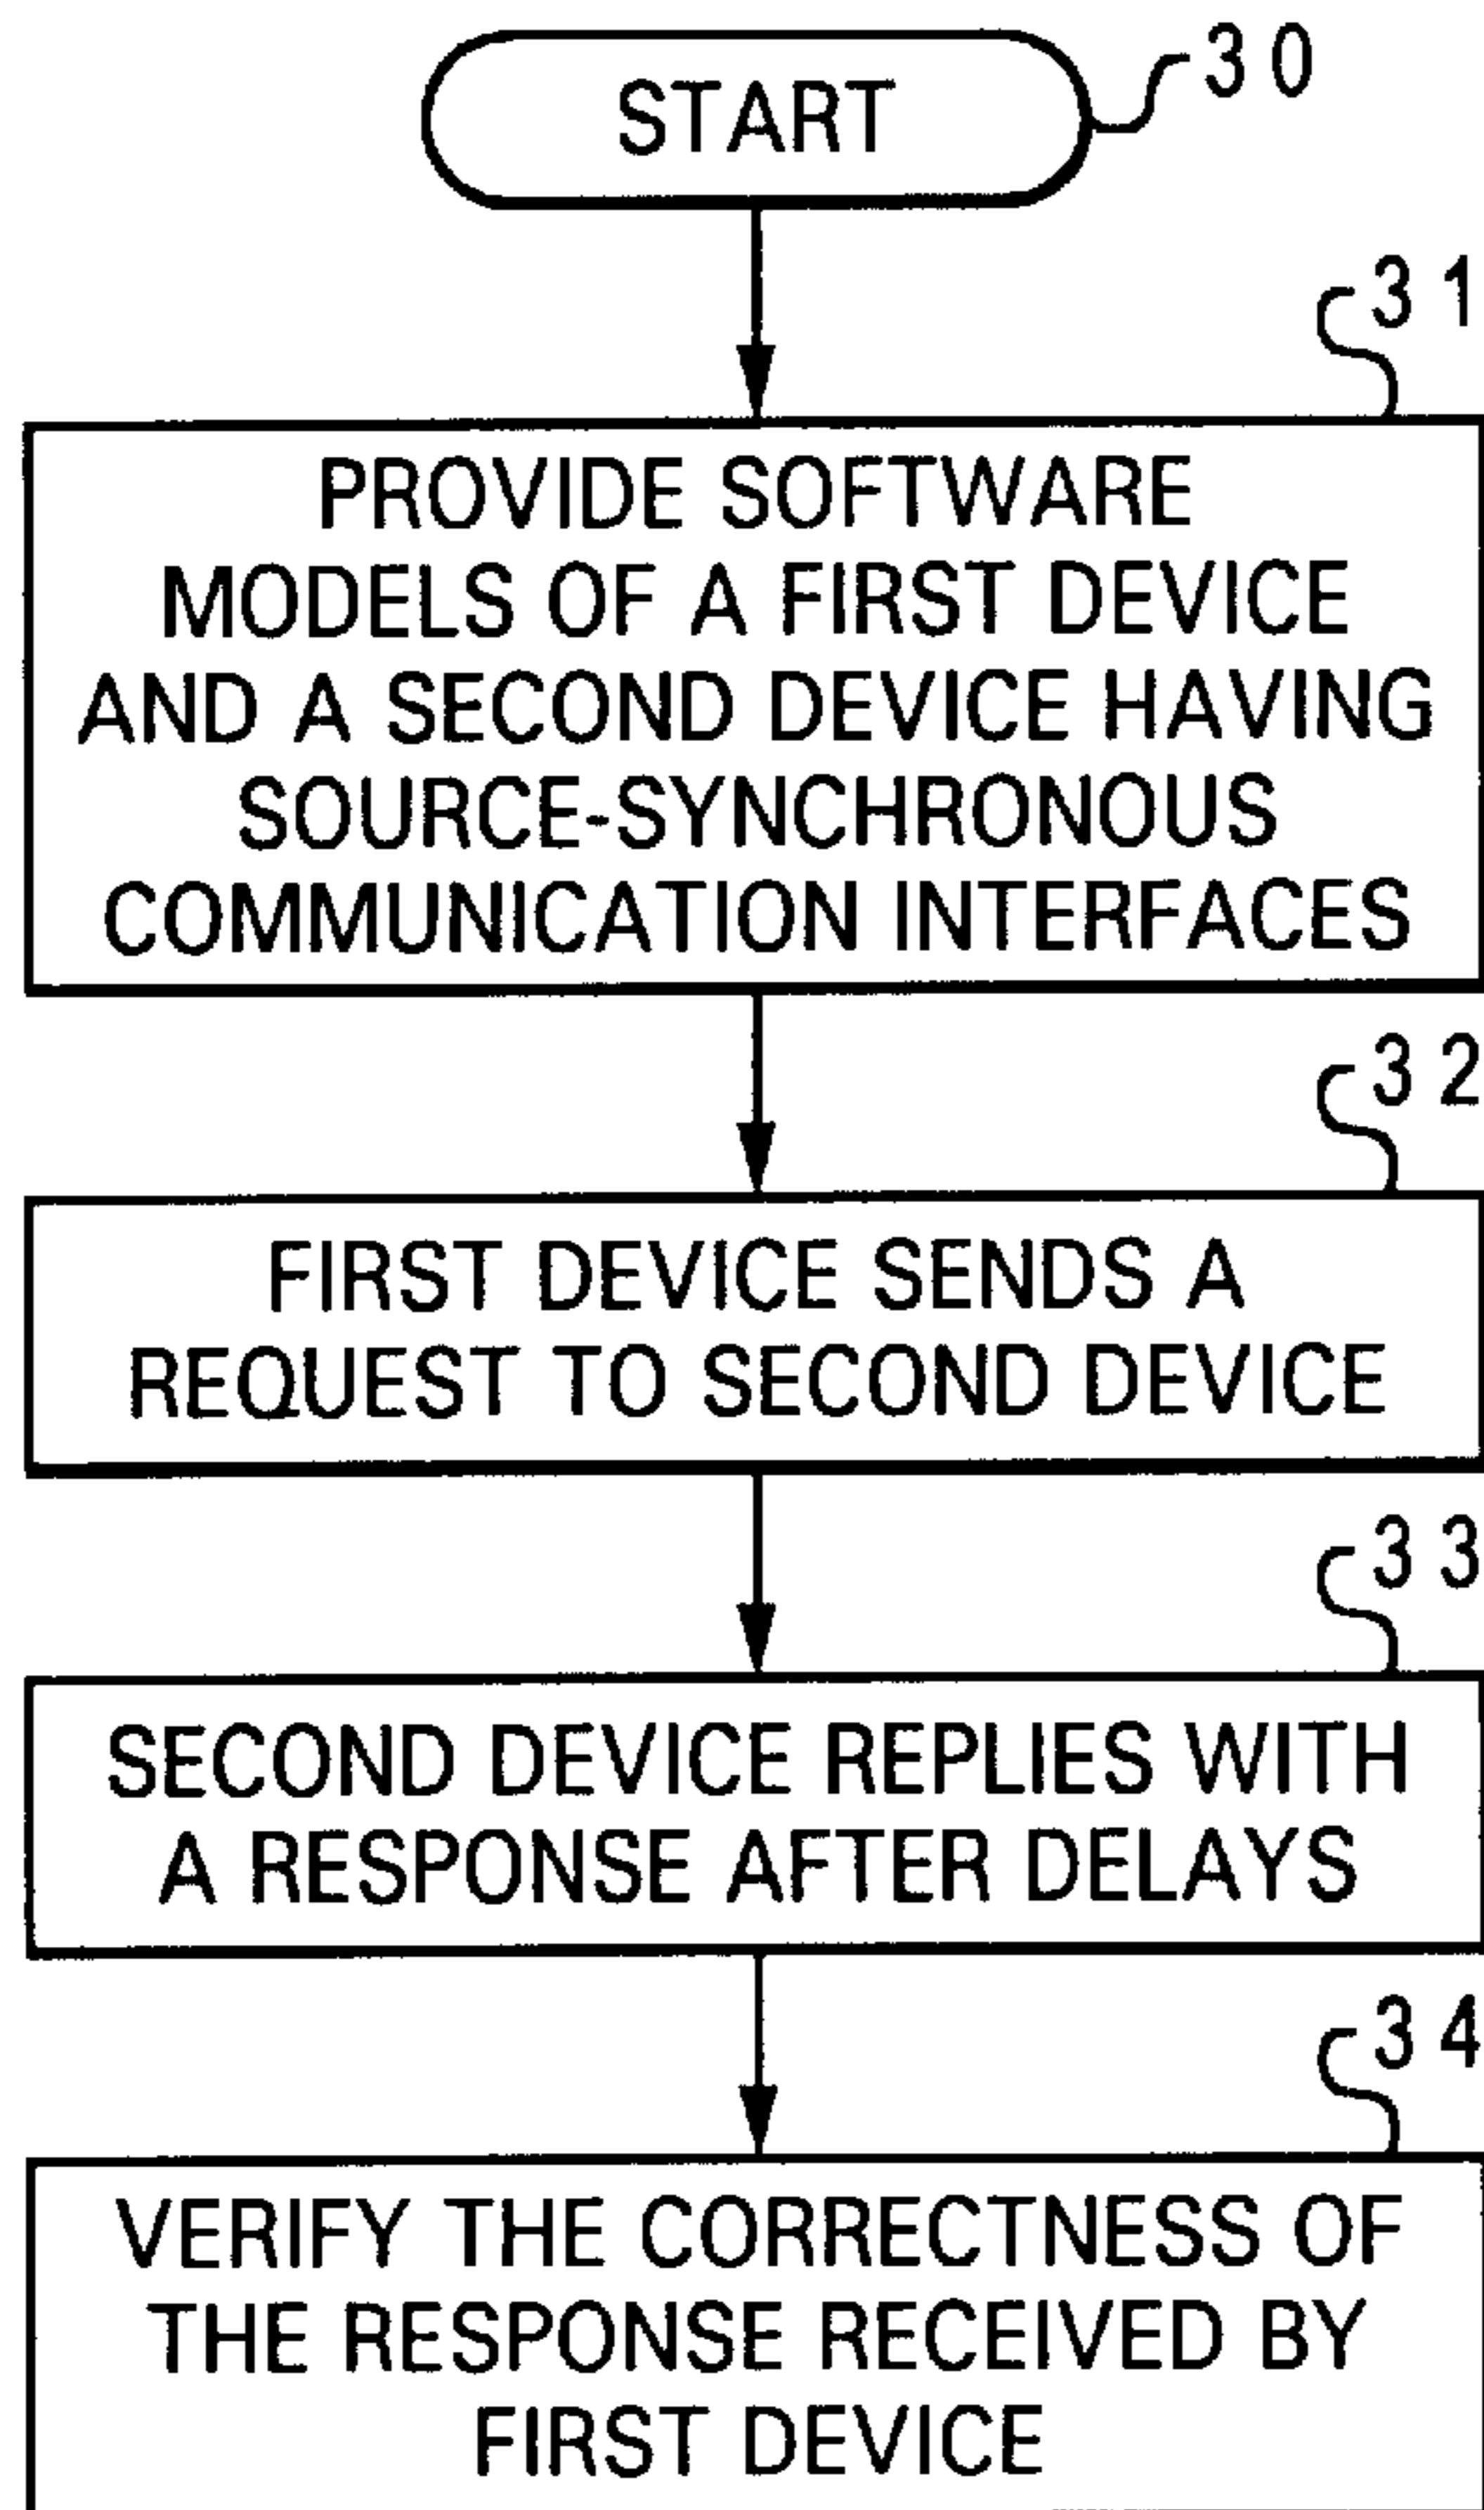 START
30
31
PROVIDE SOFTWARE
MODELS OF A FIRST DEVICE
AND A SECOND DEVICE HAVING
SOURCE-SYNCHRONOUS
COMMUNICATION INTERFACES
32
FIRST DEVICE SENDS A
REQUEST TO SECOND DEVICE
33
SECOND DEVICE REPLIES WITH
A RESPONSE AFTER DELAYS
34
VERIFY THE CORRECTNESS OF
THE RESPONSE RECEIVED BY
FIRST DEVICE